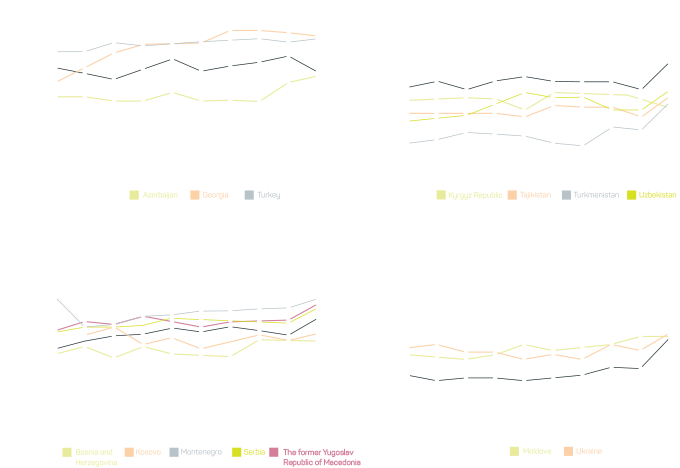 Azerbaijan Georgia Turkey
Kyrgyz Republic Tajikistan Turkmenistan Uzbekistan
Bosnia and Herzegovina Kosovo Montenegro Serbia The former Yugoslav Republic of Macedonia
Moldova Ukraine